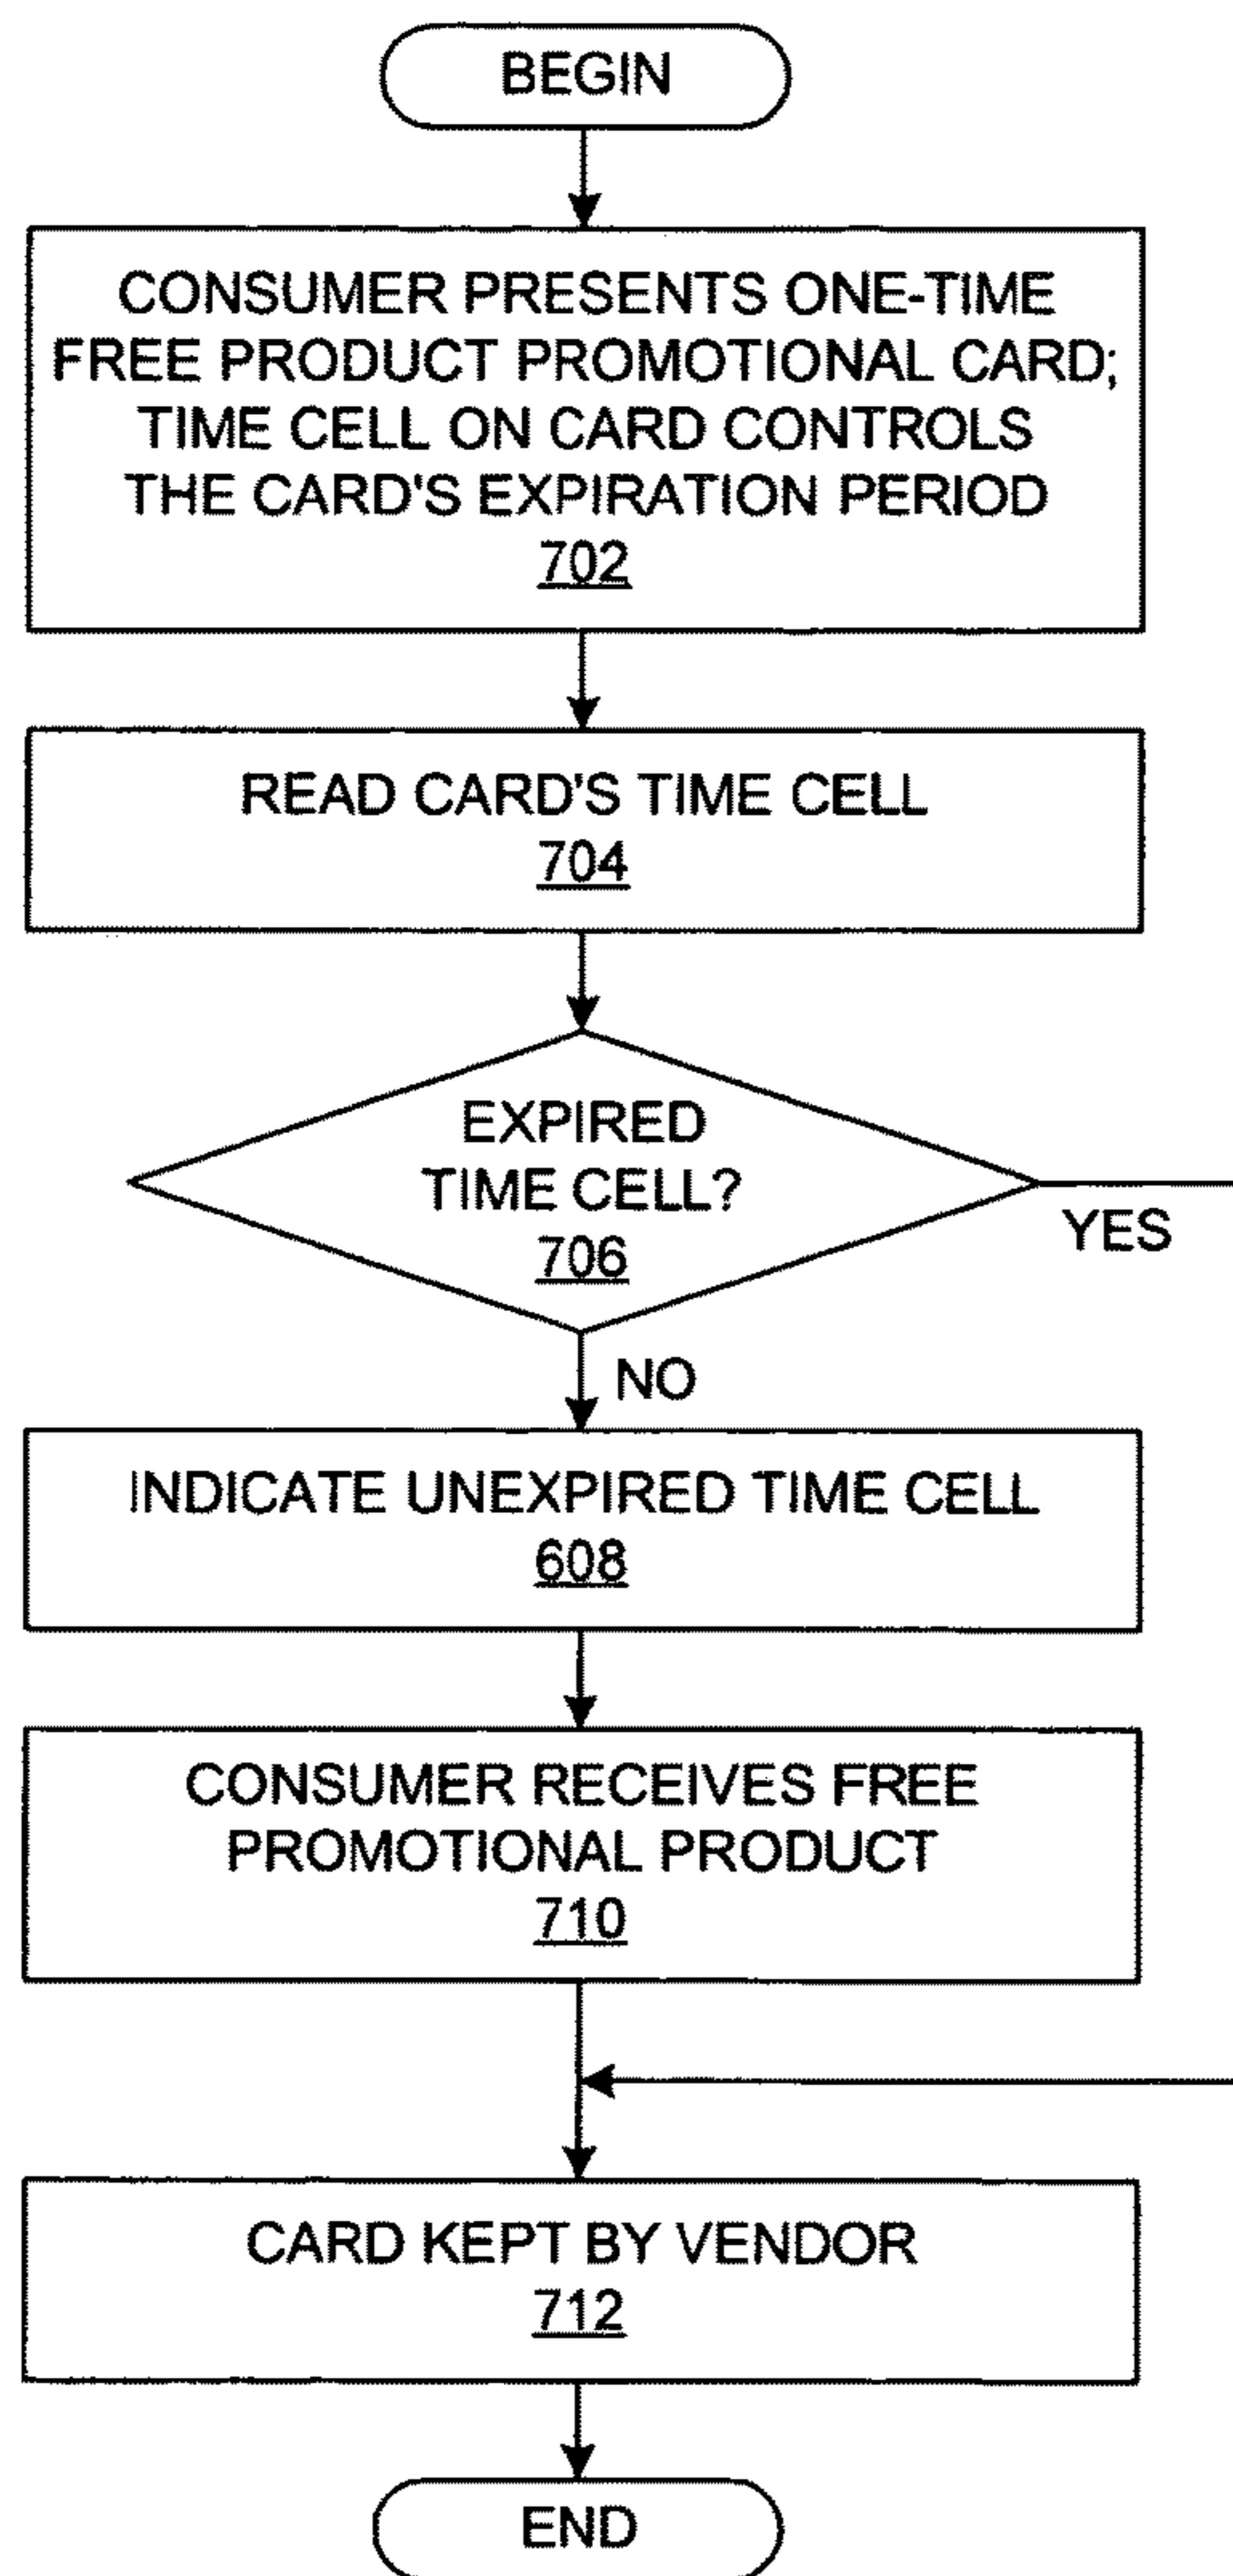 BEGIN
CONSUMER PRESENTS ONE-TIME
FREE PRODUCT PROMOTIONAL CARD;
TIME CELL ON CARD CONTROLS
THE CARD'S EXPIRATION PERIOD
702
READ CARD'S TIME CELL
704
EXPIRED
TIME CELL?
706
YES
NO
INDICATE UNEXPIRED TIME CELL
608
CONSUMER RECEIVES FREE
PROMOTIONAL PRODUCT
710
CARD KEPT BY VENDOR
712
END